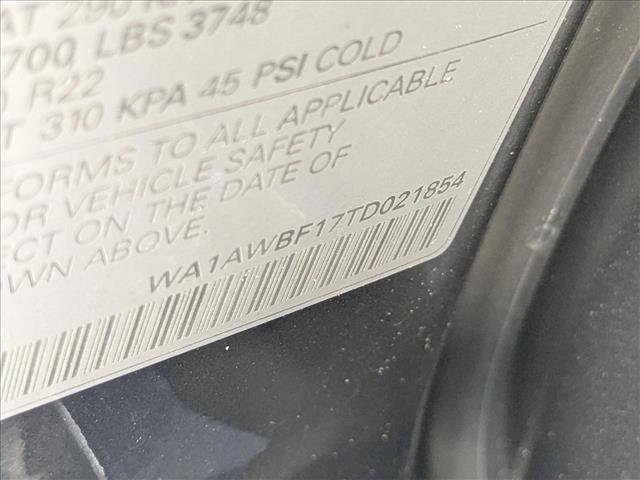 AT 290
700 LBS 3748
R22
T 310 KPA 45 PSI COLD
FORMS TO ALL APPLICABLE
OR VEHICLE SAFETY
ECT ON THE DATE OF
OWN ABOVE.
WA1AWBF17TD021854